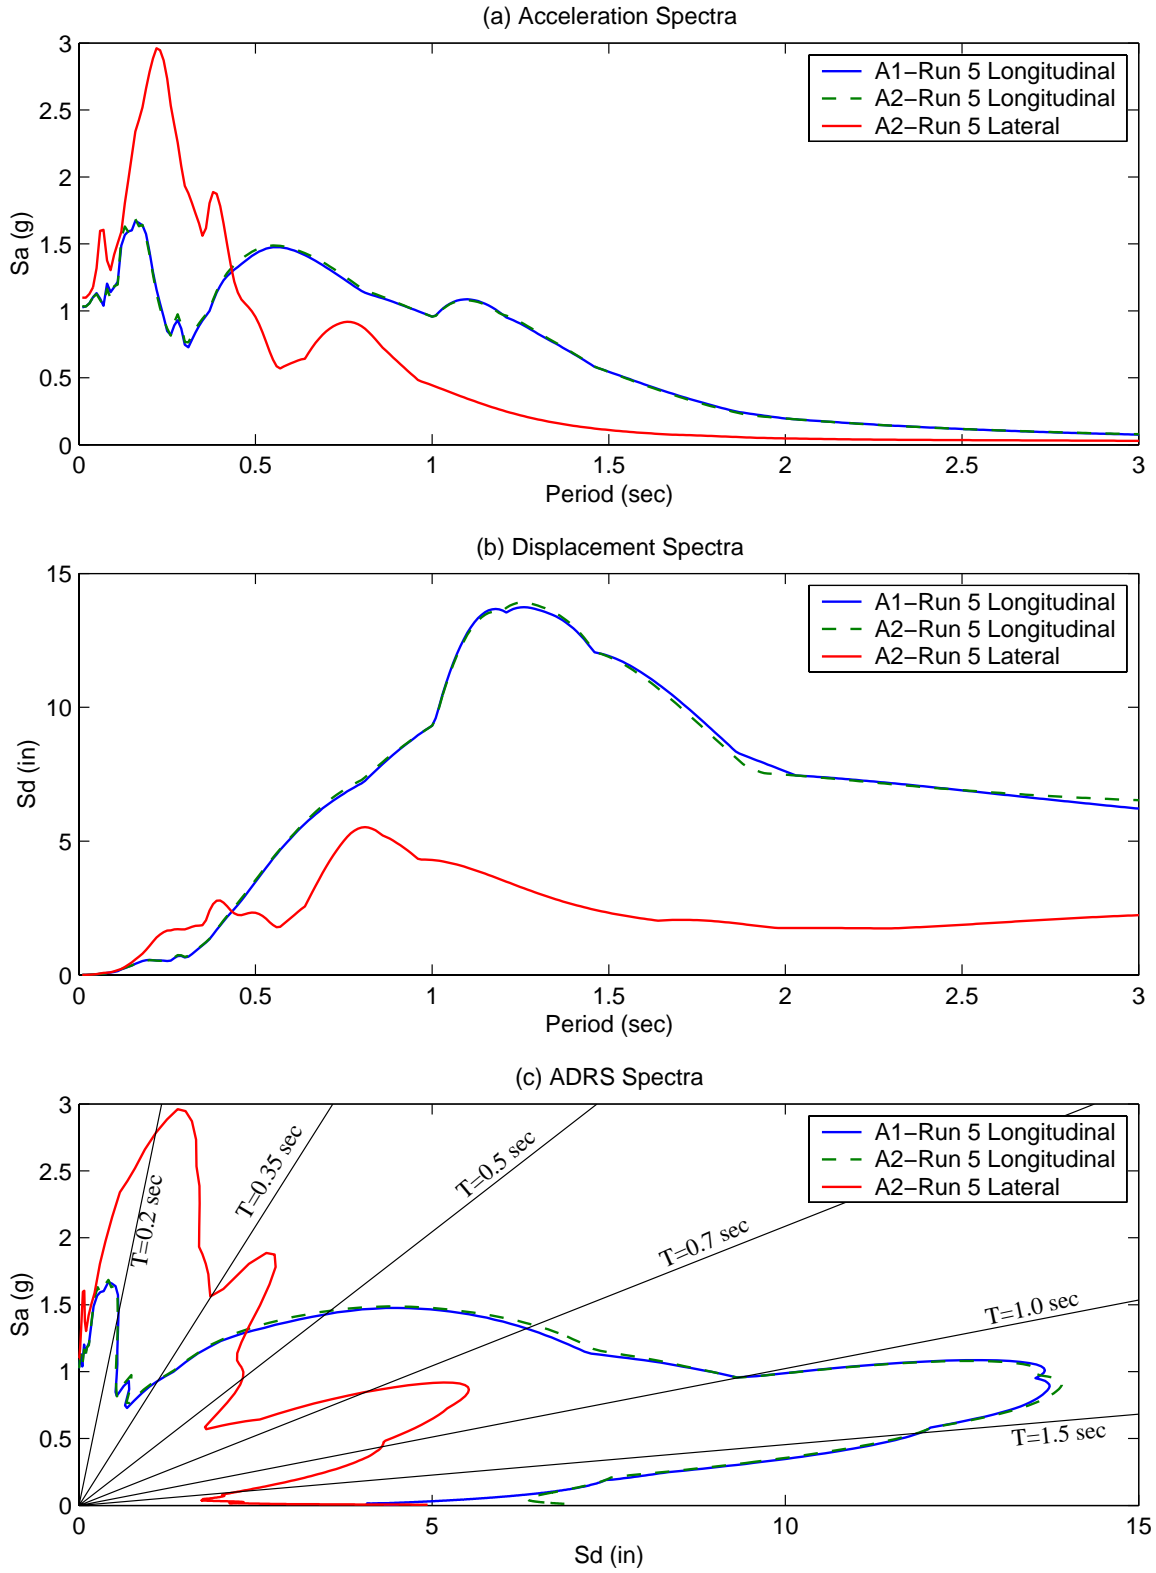 (a) Acceleration Spectra
3
2.5
2
1.5
1
0.5
0
Sa (g)
A1−Run 5 Longitudinal
A2−Run 5 Longitudinal
A2−Run 5 Lateral
0 0.5 1 1.5 2 2.5 3
Period (sec)
(b) Displacement Spectra
15
10
5
0
Sd (in)
A1−Run 5 Longitudinal
A2−Run 5 Longitudinal
A2−Run 5 Lateral
0 0.5 1 1.5 2 2.5 3
Period (sec)
(c) ADRS Spectra
3
2.5
2
1.5
1
0.5
0
Sa (g)
A1−Run 5 Longitudinal
A2−Run 5 Longitudinal
A2−Run 5 Lateral
T=0.2 sec
T=0.35 sec
T=0.5 sec
T=0.7 sec
T=1.0 sec
T=1.5 sec
0 5 10 15
Sd (in)